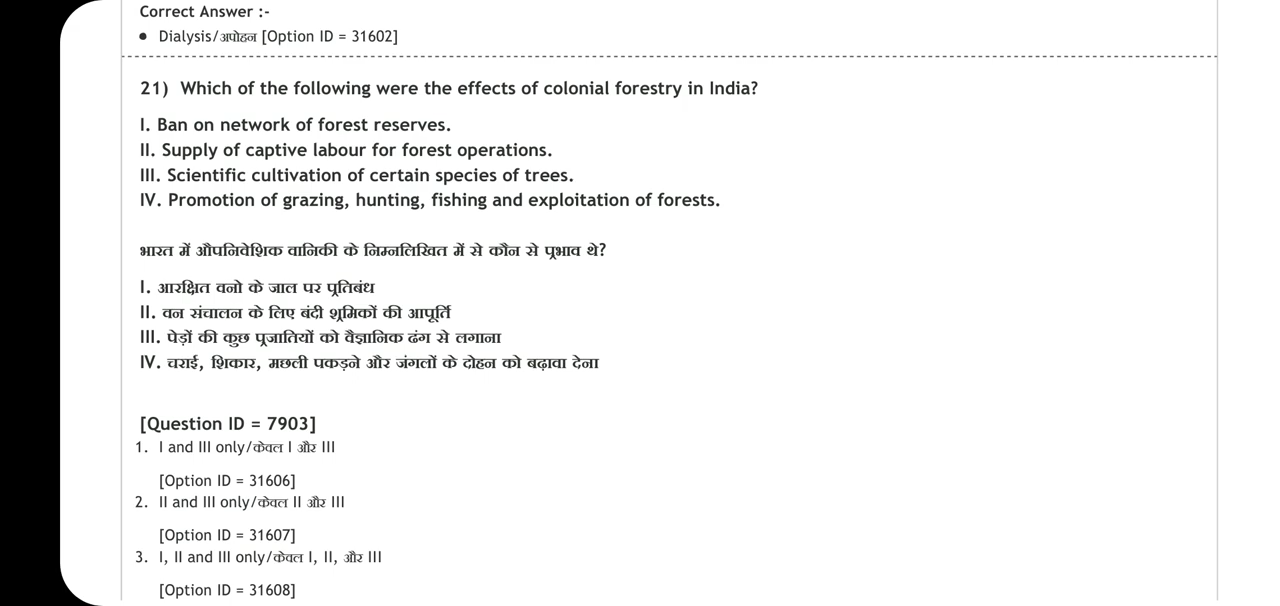 Correct Answer :-
● Dialysis/अपोहन [Option ID = 31602]
21) Which of the following were the effects of colonial forestry in India?
I. Ban on network of forest reserves.
II. Supply of captive labour for forest operations.
III. Scientific cultivation of certain species of trees.
IV. Promotion of grazing, hunting, fishing and exploitation of forests.
भारत में औपनिवेशिक वानिकी के निम्नलिखित में से कौन से प्रभाव थे?
I. आरक्षित वनो के जाल पर प्रतिबंध
II. वन संचालन के लिए बंदी श्रमिकों की आपूर्ति
III. पेड़ों की कुछ प्रजातियों को वैज्ञानिक ढंग से लगाना
IV. चराई, शिकार, मछली पकड़ने और जंगलों के दोहन को बढ़ावा देना
[Question ID = 7903]
1. I and III only/केवल I और III
[Option ID = 31606]
2. II and III only/केवल II और III
[Option ID = 31607]
3. I, II and III only/केवल I, II, और III
[Option ID = 31608]